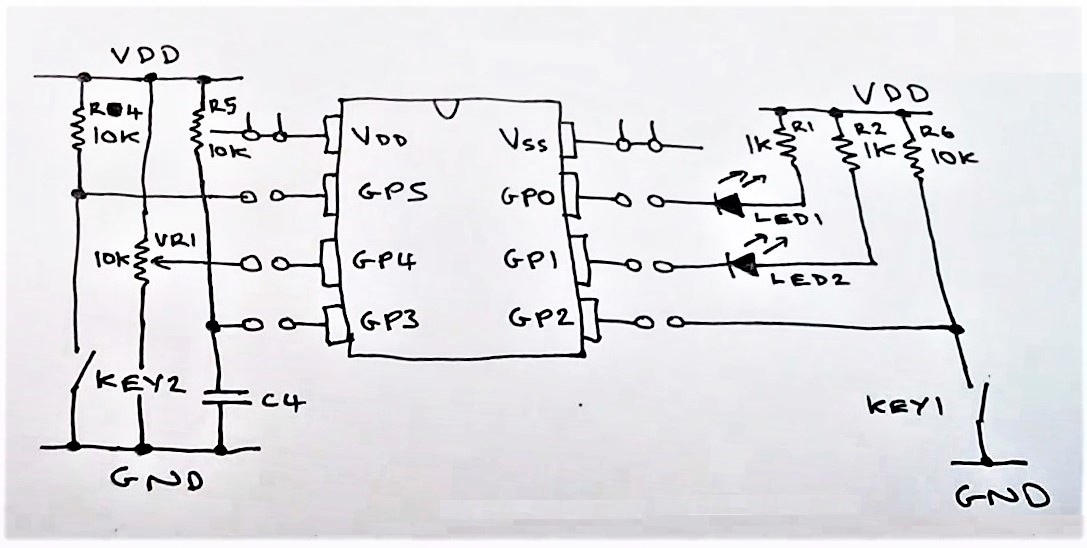 VDD
R4
10K
R5
10K
VDD
GP5
GP4
GP3
VR1
10K
KEY2
C4
GND
VSS
GP0
GP1
GP2
VDD
R1
1K
R2
1K
R6
10K
LED1
LED2
KEY1
GND